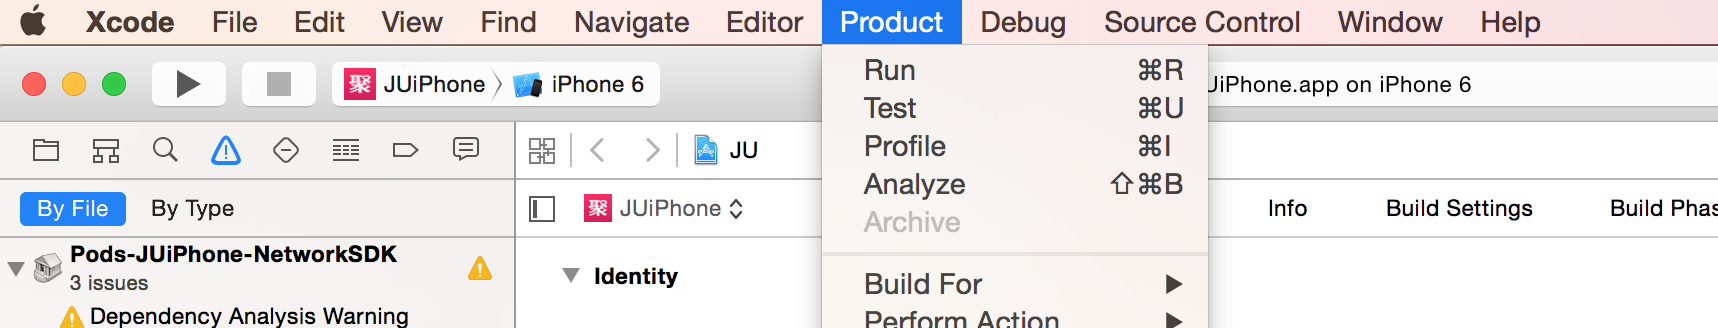 Xcode File Edit View Find Navigate Editor Product Debug Source Control Window Help
聚 JUiPhone iPhone 6
JUiPhone.app on iPhone 6
Run ⌘R
Test ⌘U
Profile ⌘I
Analyze ⇧⌘B
Archive
Build For
Perform Action
JU
By File By Type
聚 JUiPhone
Info Build Settings Build Phas
Pods-JUiPhone-NetworkSDK
3 issues
Dependency Analysis Warning
Identity